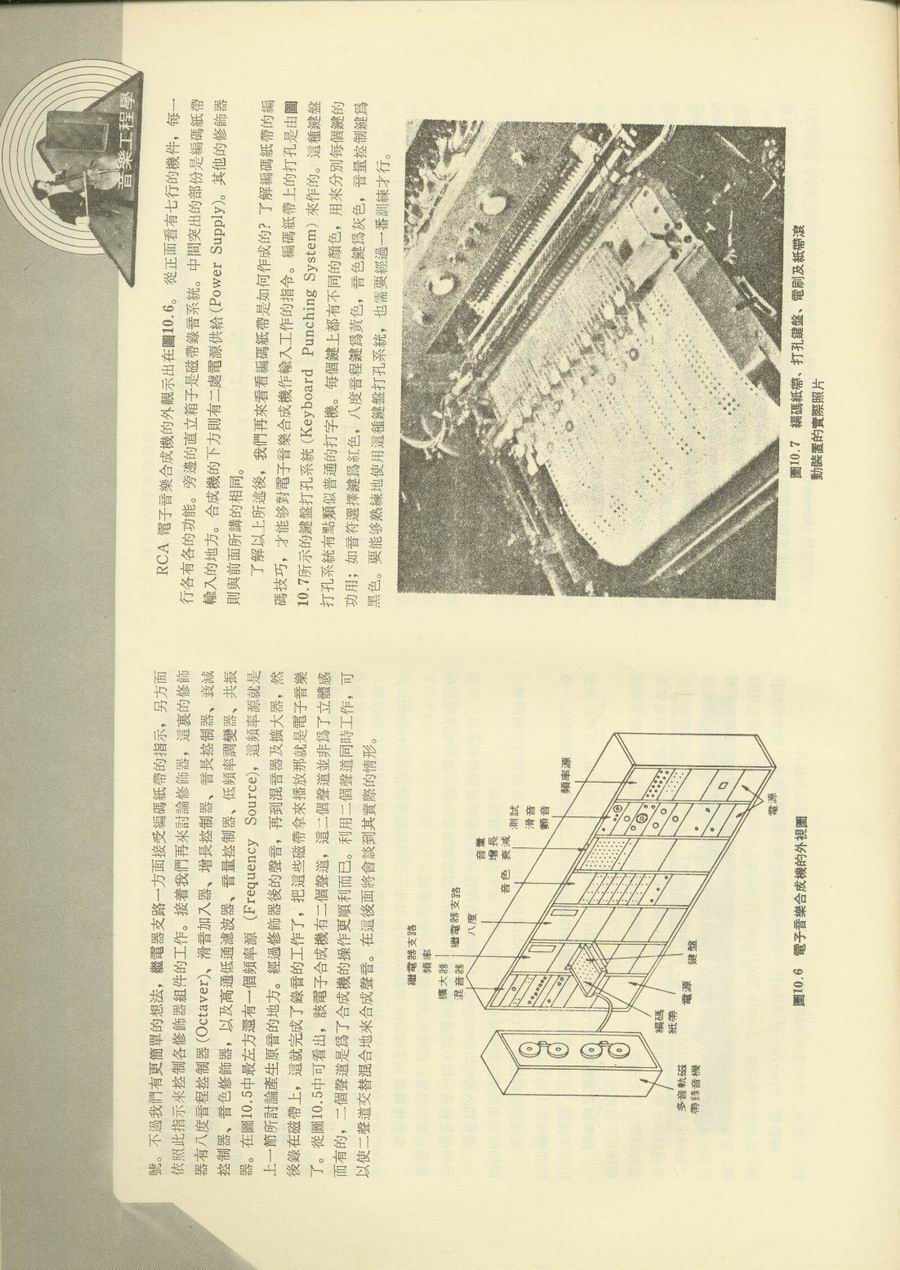 音樂工程學
號。不過我們有更簡單的想法，繼電器支路一方面接受編碼紙帶的指示，另方面
依照此指示來控制各修飾器組件的工作。接着我們再來討論修飾器，這裏的修飾
器有八度音程控制器(Octaver)、滑音加入器、增長控制器、音長控制器、衰減
控制器、音色修飾器，以及高通低通濾波器、音量控制器、低頻率調變器、共振
器。在圖10.5中最左方還有一個頻率源 (Frequency Source)，這頻率源就是
上一節所討論產生原音的地方。經過修飾器後的聲音，再到混音器及擴大器，然
後錄在磁帶上，這就完成了錄音的工作了，把這些磁帶拿來播放那就是電子音樂
了。從圖10.5中可看出，該電子合成機有二個聲道，這二個聲道並非爲了立體感
而有的，二個聲道是爲了合成機的操作更順利而已。利用二個聲道同時工作，可
以使二聲道交替混合地來合成聲音。在這後面將會談到其實際的情形。
繼電器支路
頻率
擴大器
混音器
繼電器支路
八度
音色
音量
增長
衰減
測試
滑音
顫音
頻率源
多音軌磁
帶錄音機
編碼
紙帶
電源
鍵盤
電源
圖10.6 電子音樂合成機的外視圖
RCA 電子音樂合成機的外觀示出在圖10.6。從正面看有七行的機件，每一
行各有各的功能。旁邊的直立箱子是磁帶錄音系統。中間突出的部份是編碼紙帶
輸入的地方。合成機的下方則有二處電源供給(Power Supply)。其他的修飾器
則與前面所講的相同。
了解以上所述後，我們再來看看編碼紙帶是如何作成的？了解編碼紙帶的編
碼技巧，才能够對電子音樂合成機作輸入工作的指令。編碼紙帶上的打孔是由圖
10.7所示的鍵盤打孔系統(Keyboard Punching System) 來作的。這種鍵盤
打孔系統有點類似普通的打字機。每個鍵上都有不同的顏色，用來分別每個鍵的
功用；如音符選擇鍵爲紅色，八度音程鍵爲黃色，音色鍵爲灰色，音量控制鍵爲
黑色。要能够熟練地使用這種鍵盤打孔系統，也需要經過一番訓練才行。
圖10.7 編碼紙帶、打孔鍵盤、電刷及紙帶滾
動裝置的實際照片